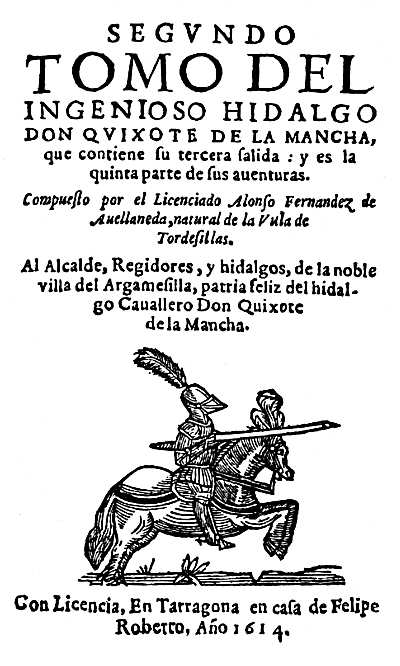 SEGVNDO
TOMO DEL
INGENIOSO HIDALGO
DON QVIXOTE DE LA MANCHA,
que contiene ſu tercera ſalida : y es la
quinta parte de ſus auenturas.
Compueſto por el Licenciado Alonſo Fernandez de
Auellaneda, natural de la Villa de
Tordeſillas.
Al Alcalde, Regidores, y hidalgos, de la noble
villa del Argameſilla, patria feliz del hidal-
go Cauallero Don Quixote
de la Mancha.
Con Licencia, En Tarragona en caſa de Felipe
Roberto, Año 1614.